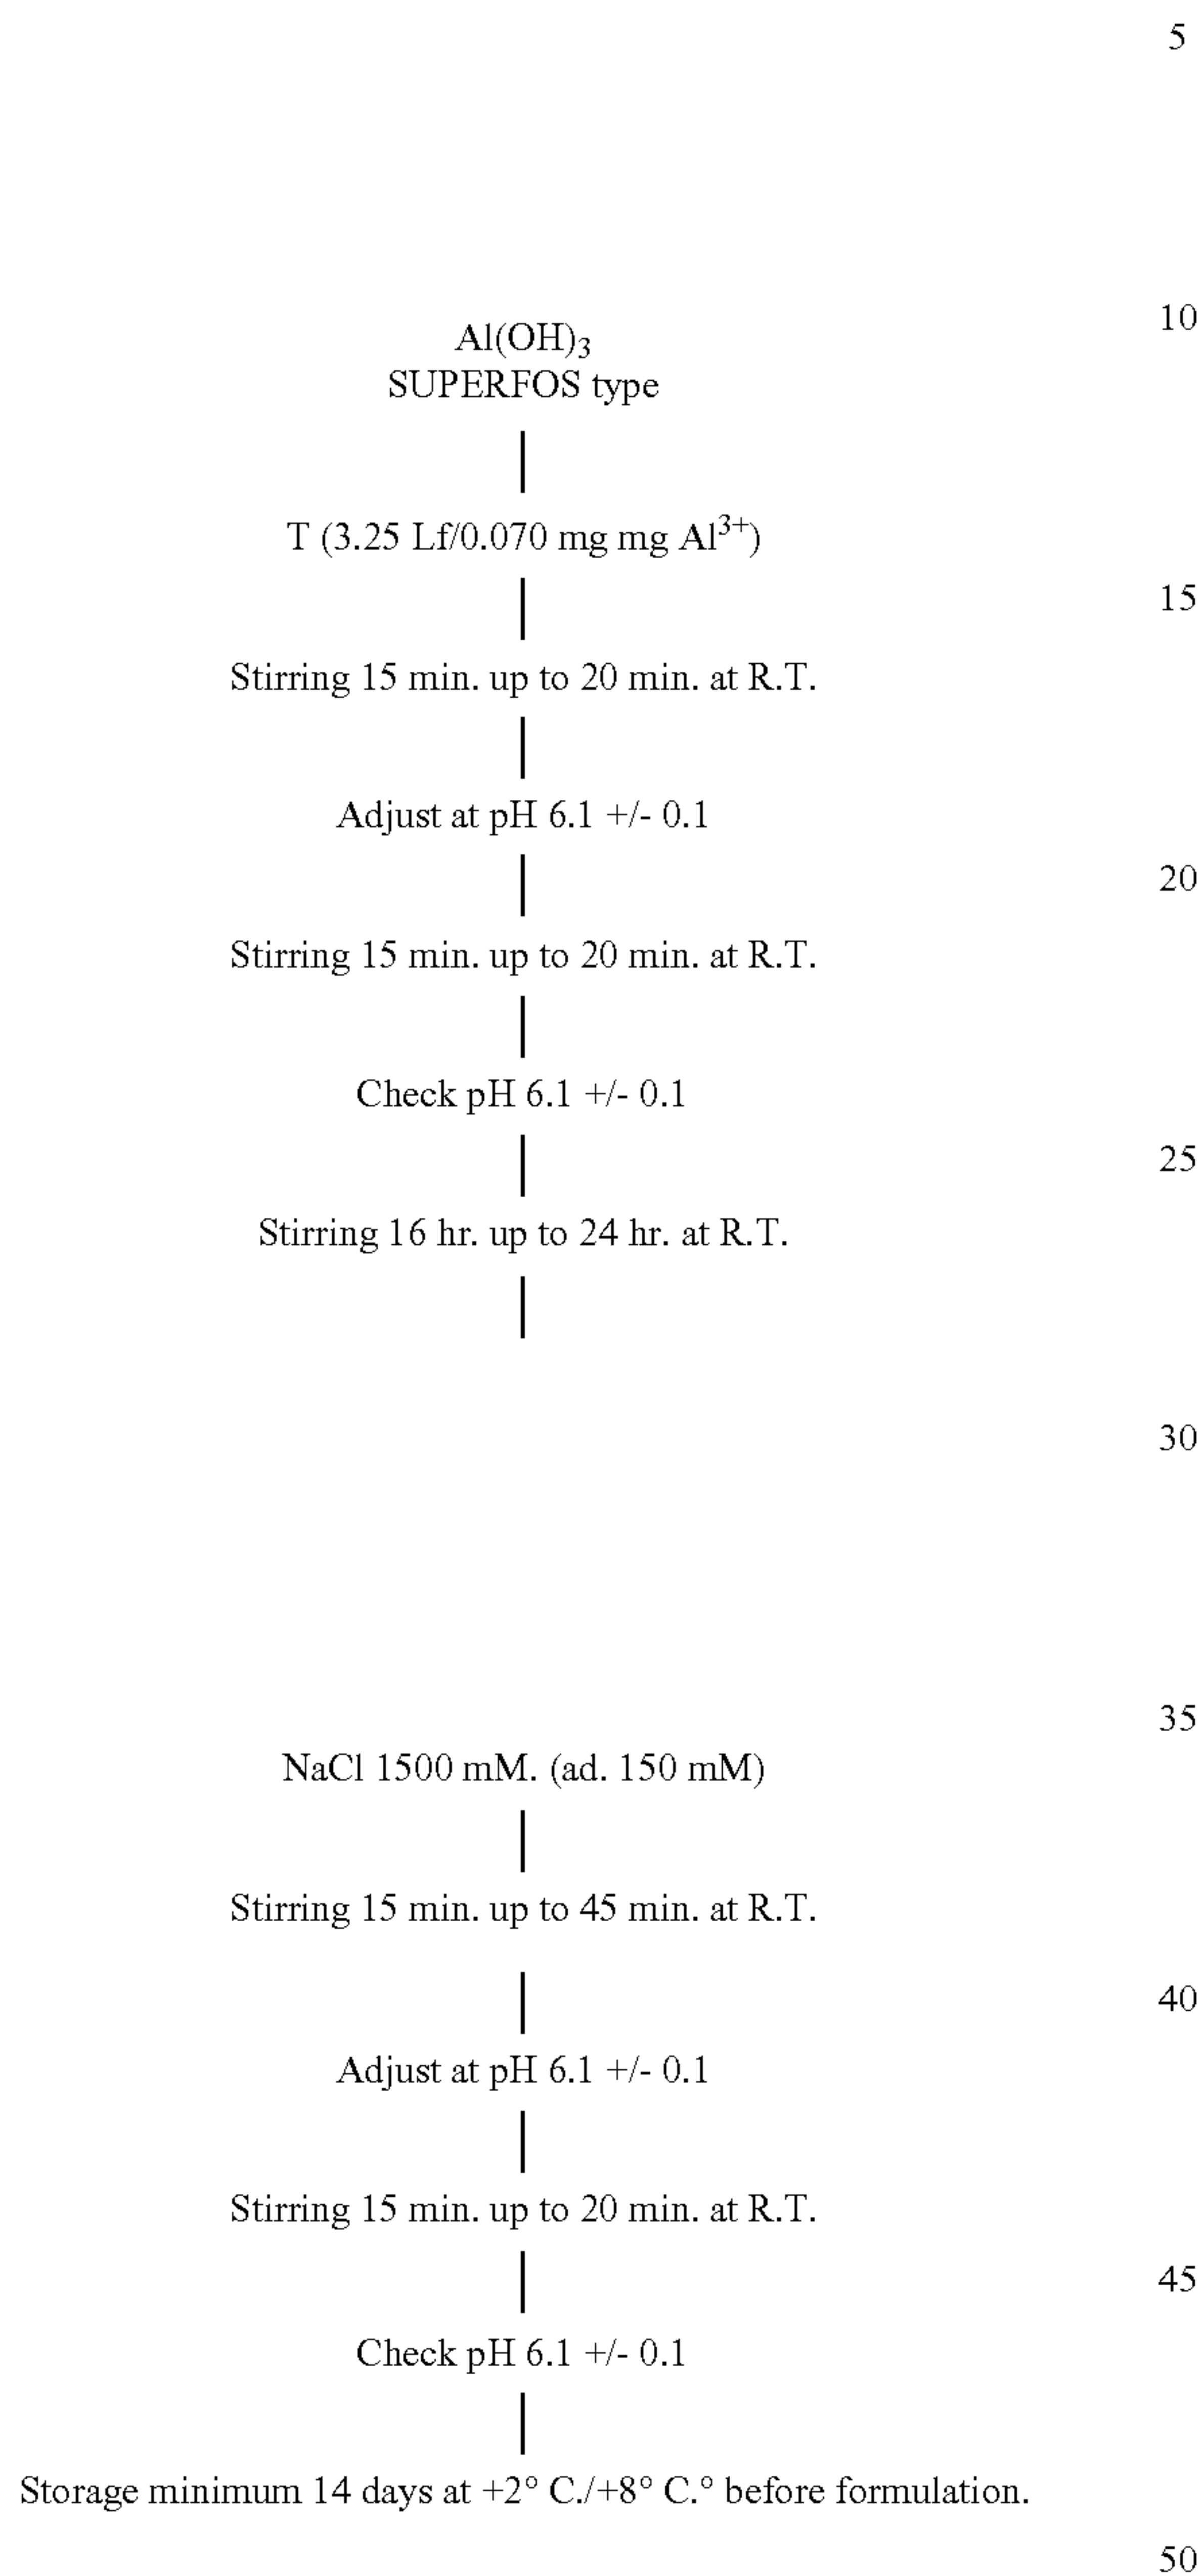 5
10
Al(OH)₃
SUPERFOS type
T (3.25 Lf/0.070 mg mg Al³⁺)
15
Stirring 15 min. up to 20 min. at R.T.
Adjust at pH 6.1 +/- 0.1
20
Stirring 15 min. up to 20 min. at R.T.
Check pH 6.1 +/- 0.1
25
Stirring 16 hr. up to 24 hr. at R.T.
30
35
NaCl 1500 mM. (ad. 150 mM)
Stirring 15 min. up to 45 min. at R.T.
40
Adjust at pH 6.1 +/- 0.1
Stirring 15 min. up to 20 min. at R.T.
45
Check pH 6.1 +/- 0.1
Storage minimum 14 days at +2° C./+8° C.° before formulation.
50